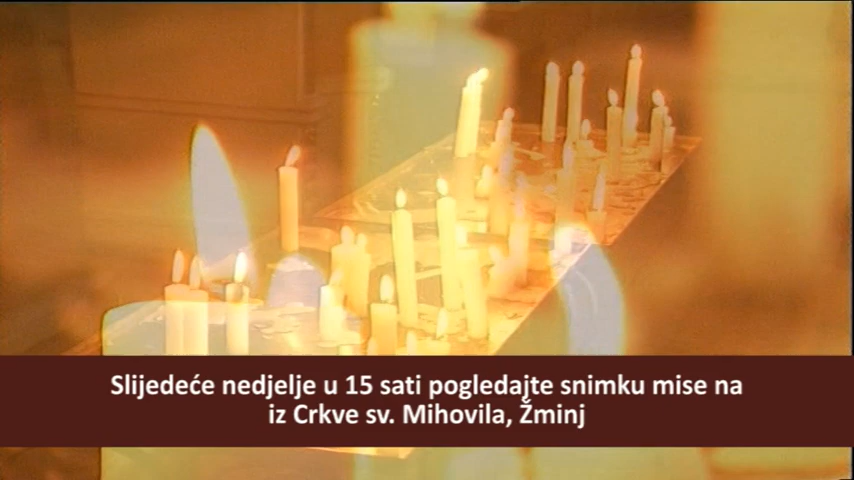 Slijedeće nedjelje u 15 sati pogledajte snimku mise na
iz Crkve sv. Mihovila, Žminj